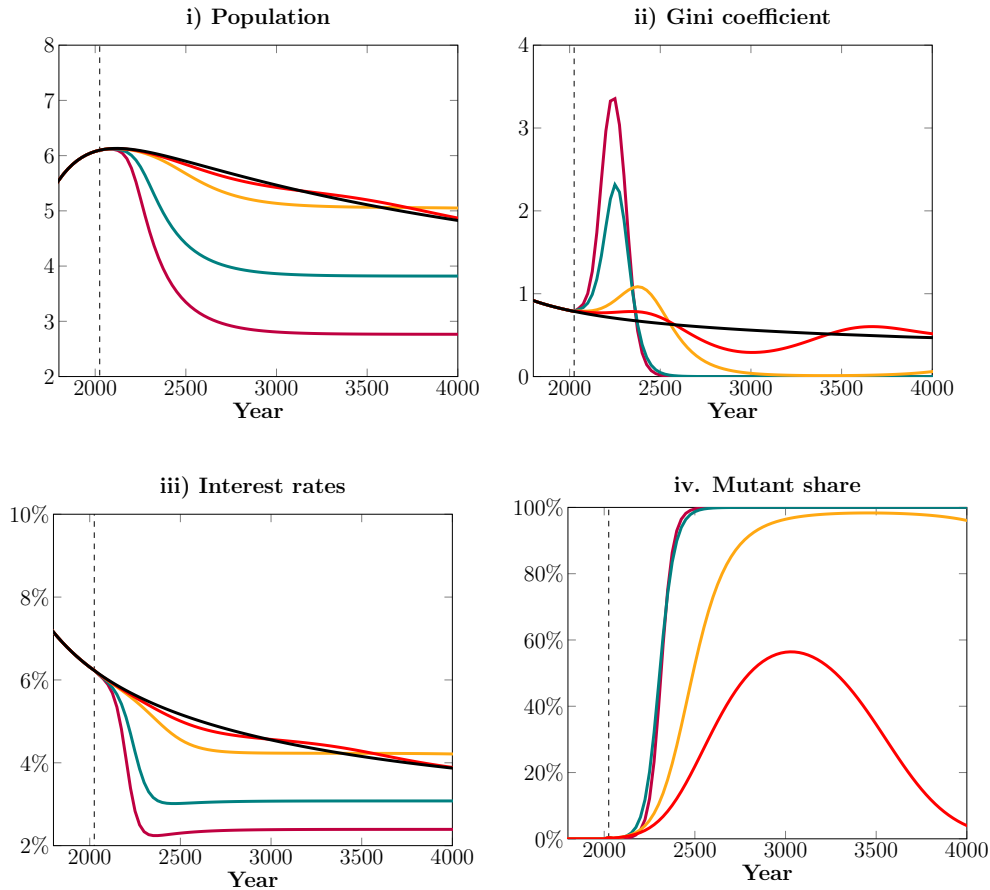 i) Population
8
7
6
5
4
3
2
2000 2500 3000 3500 4000
Year
ii) Gini coefficient
4
3
2
1
0
2000 2500 3000 3500 4000
Year
iii) Interest rates
10%
8%
6%
4%
2%
2000 2500 3000 3500 4000
Year
iv. Mutant share
100%
80%
60%
40%
20%
0%
2000 2500 3000 3500 4000
Year